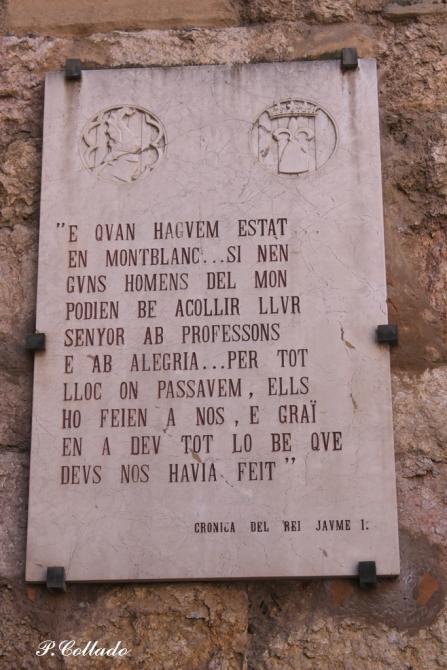 "E QVAN HAGVEM ESTAT
EN MONTBLANC...SI NEN
GVNS HOMENS DEL MON
PODIEN BE ACOLLIR LLVR
SENYOR AB PROFESSONS
E AB ALEGRIA...PER TOT
LLOC ON PASSAVEM, ELLS
HO FEIEN A NOS, E GRAÏ
EN A DEV TOT LO BE QVE
DEVS NOS HAVIA FEIT"
CRONICA DEL REI JAVME I.
P.Collado